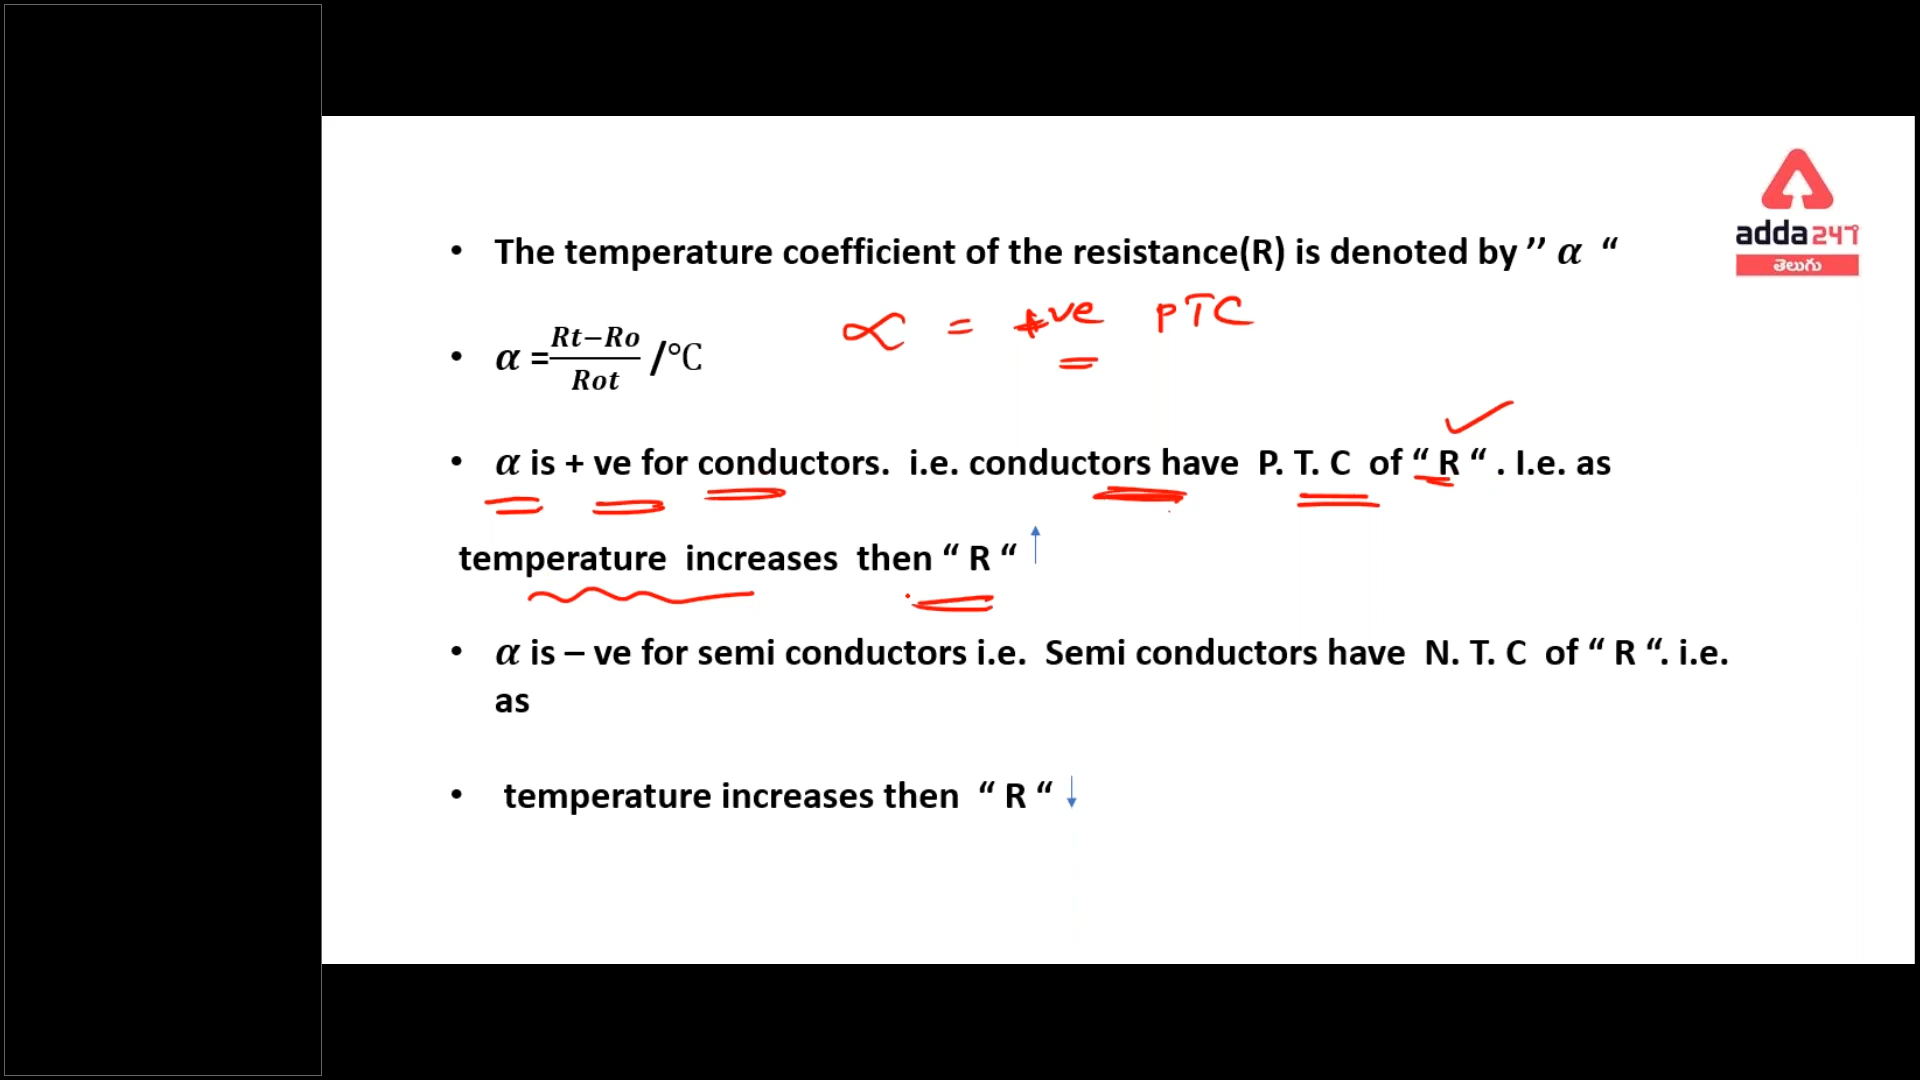 adda247
తెలుగు
• The temperature coefficient of the resistance(R) is denoted by ’’ α “
∝ = +ve PTC
• α = Rt−Ro / Rot /°C
• α is + ve for conductors. i.e. conductors have P. T. C of “ R “ . I.e. as
temperature increases then “ R “ ↑
• α is – ve for semi conductors i.e. Semi conductors have N. T. C of “ R “. i.e.
as
• temperature increases then “ R “ ↓